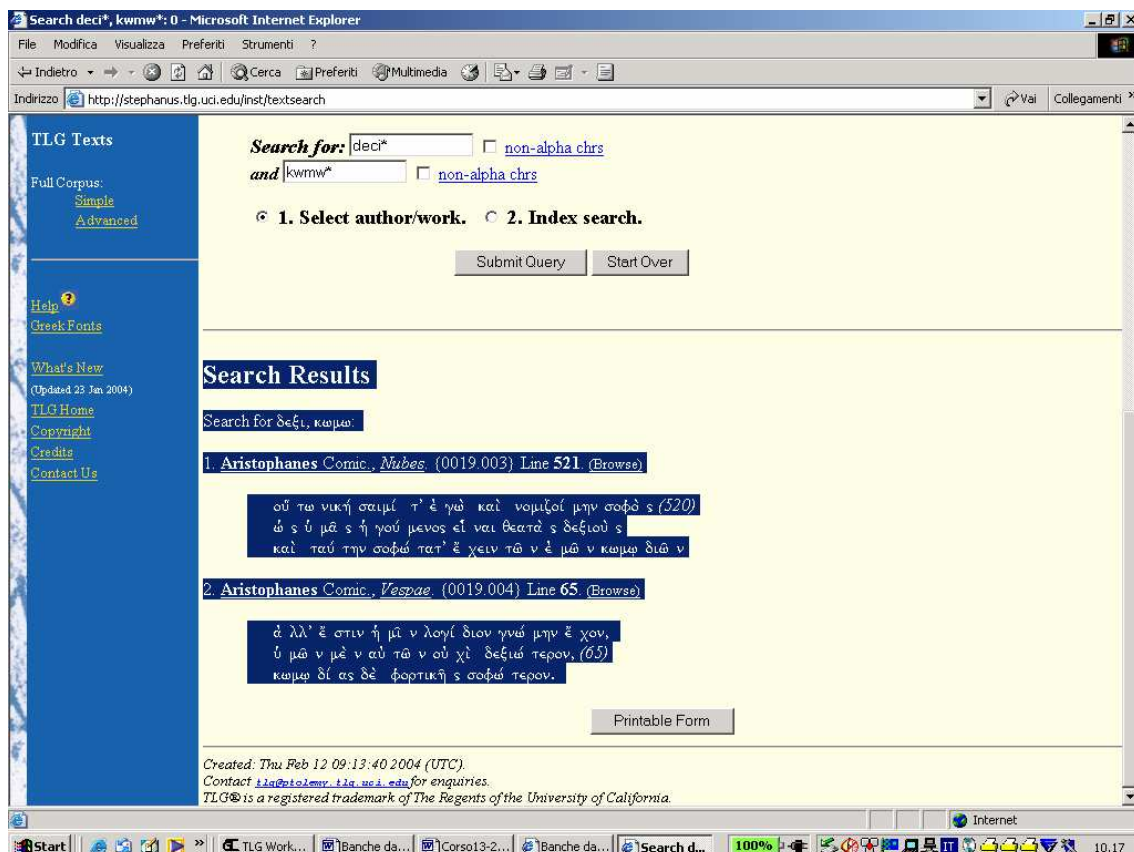 Search deci*, kwmw*: 0 - Microsoft Internet Explorer
File Modifica Visualizza Preferiti Strumenti ?
Indietro Cerca Preferiti Multimedia
Indirizzo http://stephanus.tlg.uci.edu/inst/textsearch Vai Collegamenti »
TLG Texts
Full Corpus:
Simple
Advanced
Help
Greek Fonts
What's New
(Updated 23 Jan 2004)
TLG Home
Copyright
Credits
Contact Us
Search for: deci* non-alpha chrs
and kwmw* non-alpha chrs
1. Select author/work. 2. Index search.
Submit Query Start Over
Search Results
Search for δεξι, κωμω:
1. Aristophanes Comic., Nubes. {0019.003} Line 521. (Browse)
οὕ τω νική σαιμί τ’ ἐ γὼ καὶ νομιζοί μην σοφὸ ς (520)
ὡ ς ὑ μᾶ ς ἡ γού μενος εἶ ναι θεατὰ ς δεξιοὺ ς
καὶ ταύ την σοφώ τατ’ ἔ χειν τῶ ν ἐ μῶ ν κωμῳ διῶ ν
2. Aristophanes Comic., Vespae. {0019.004} Line 65. (Browse)
ἀ λλ’ ἔ στιν ἡ μῖ ν λογί διον γνώ μην ἔ χον,
ὑ μῶ ν μὲ ν αὐ τῶ ν οὐ χὶ δεξιώ τερον, (65)
κωμῳ δί ας δὲ φορτικῆ ς σοφώ τερον.
Printable Form
Created: Thu Feb 12 09:13:40 2004 (UTC).
Contact tlg@ptolemy.tlg.uci.edu for enquiries.
TLG® is a registered trademark of The Regents of the University of California.
Internet
Start » TLG Work... Banche da... Corso13-2... Banche da... Search d... 100% 10.17